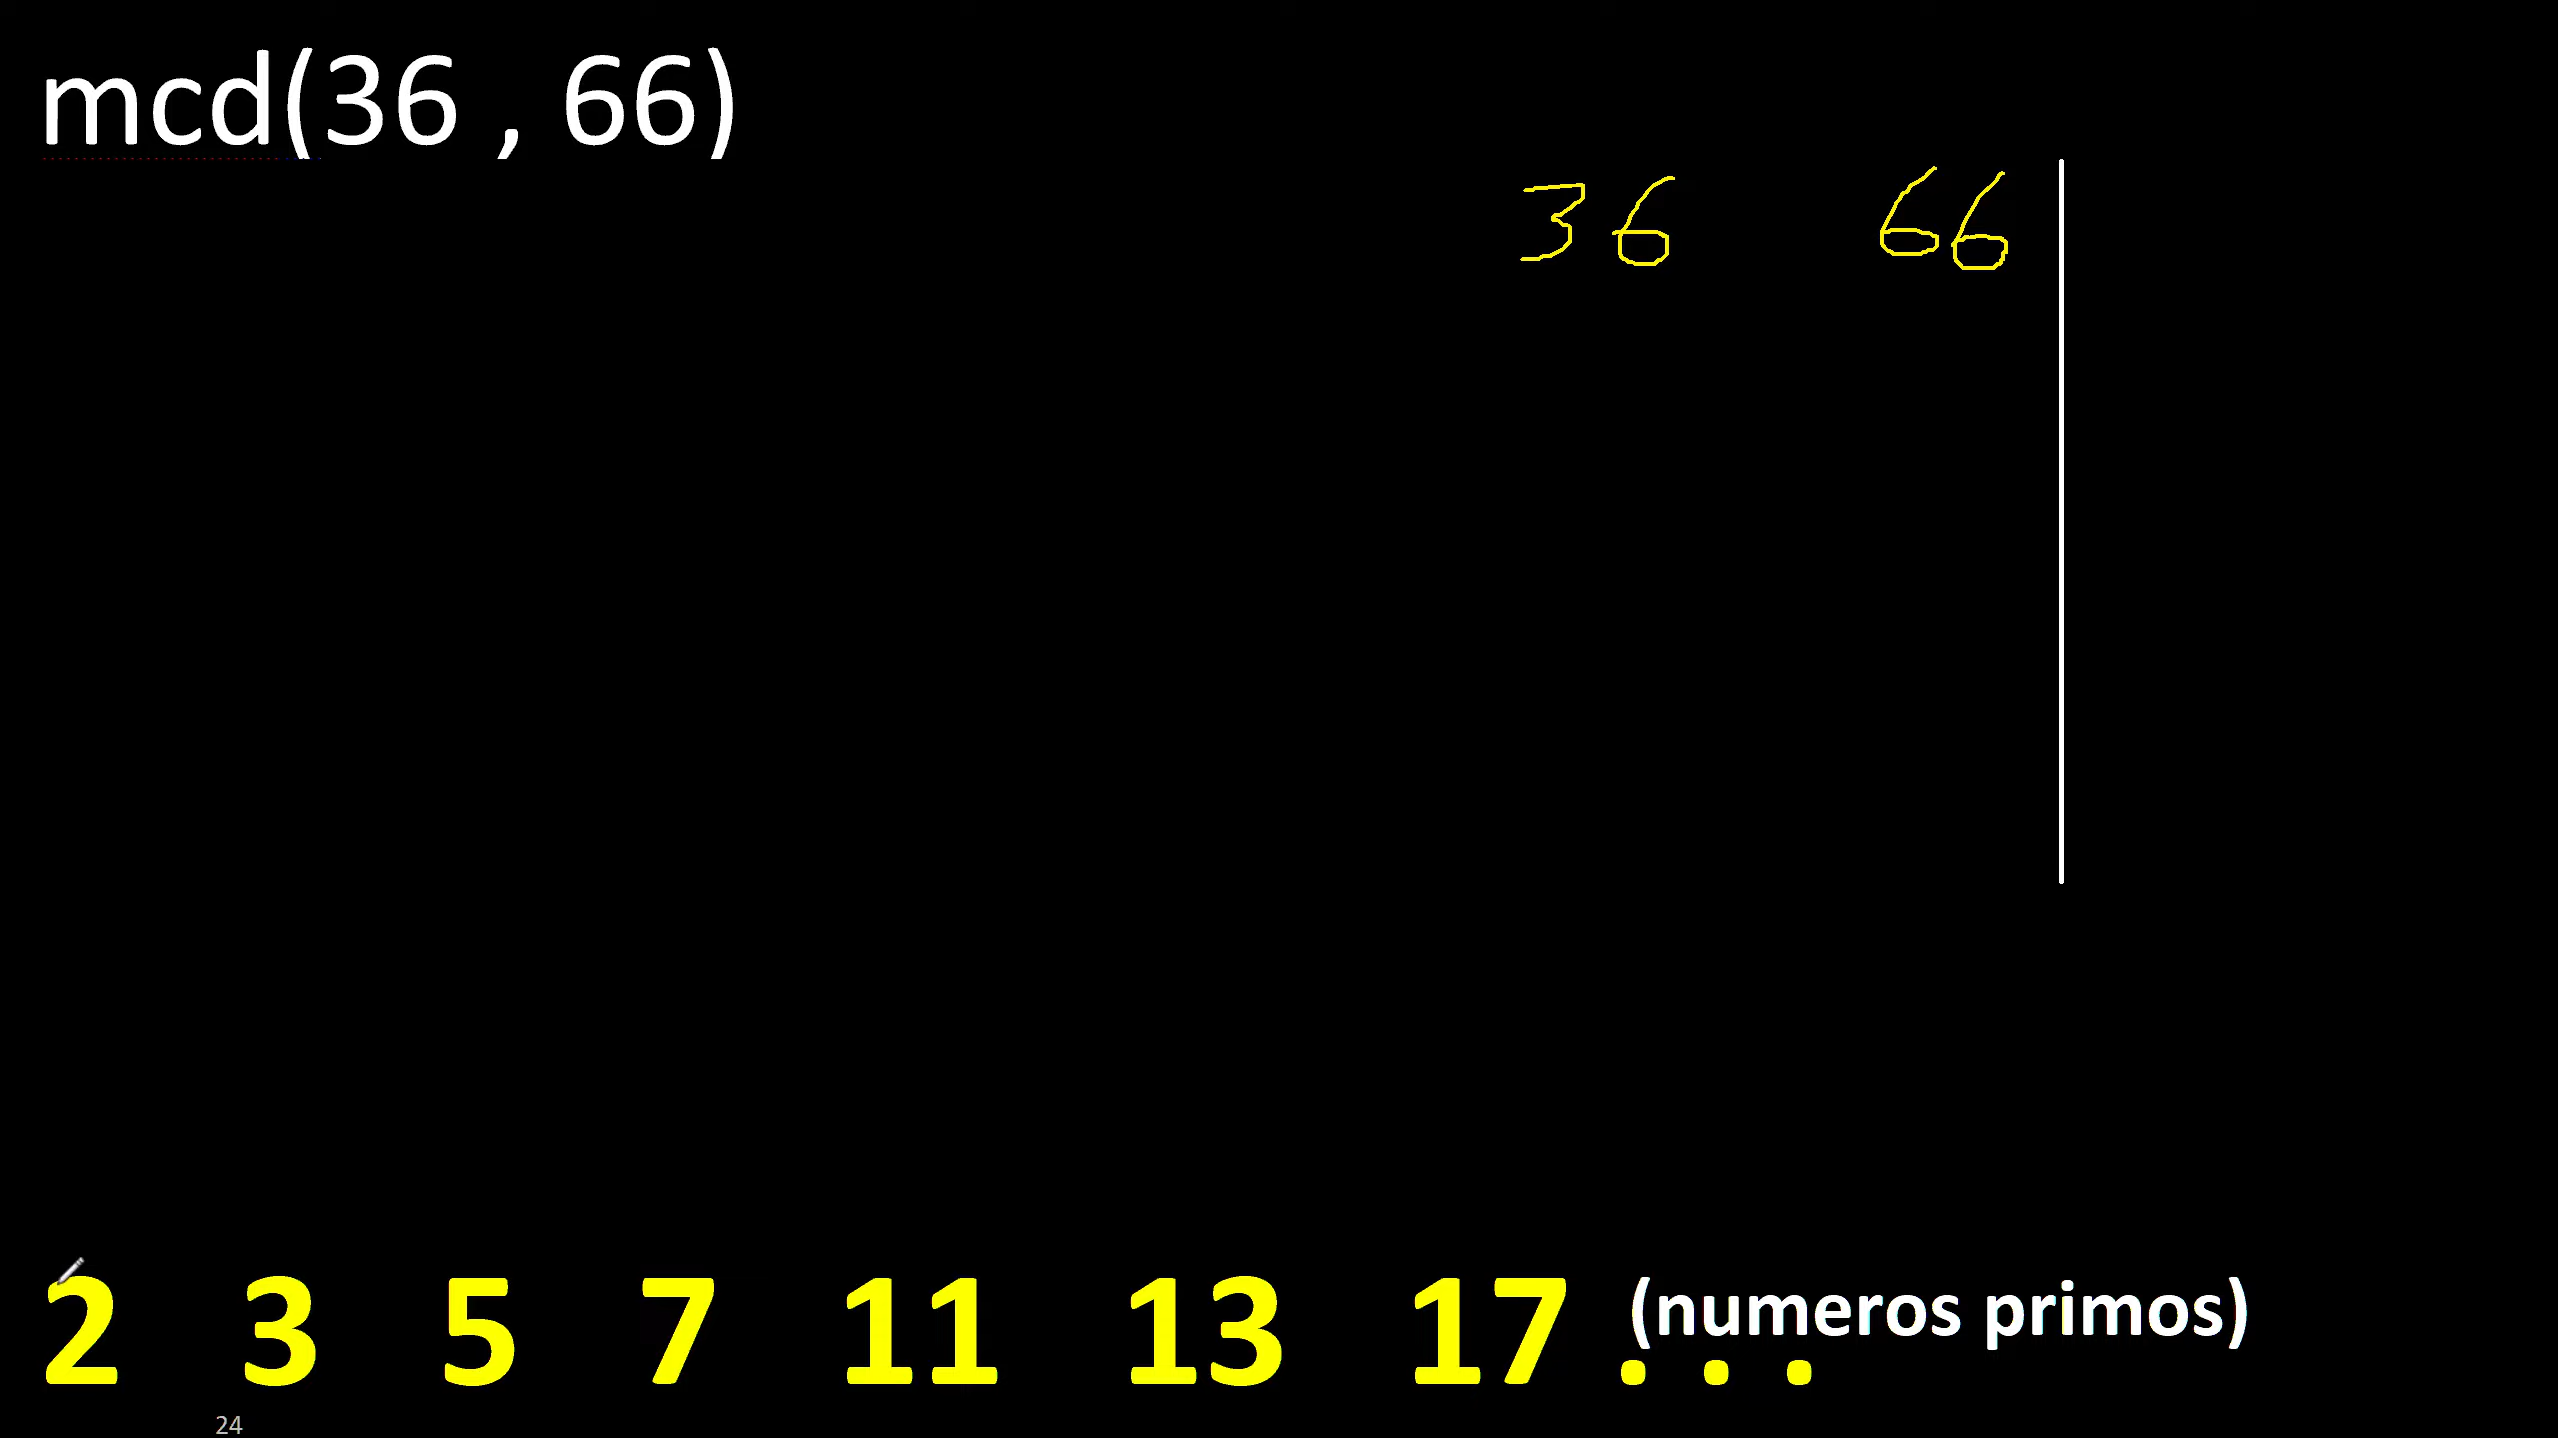 mcd(36 , 66)
36 66
2 3 5 7 11 13 17 . . . (numeros primos)
24